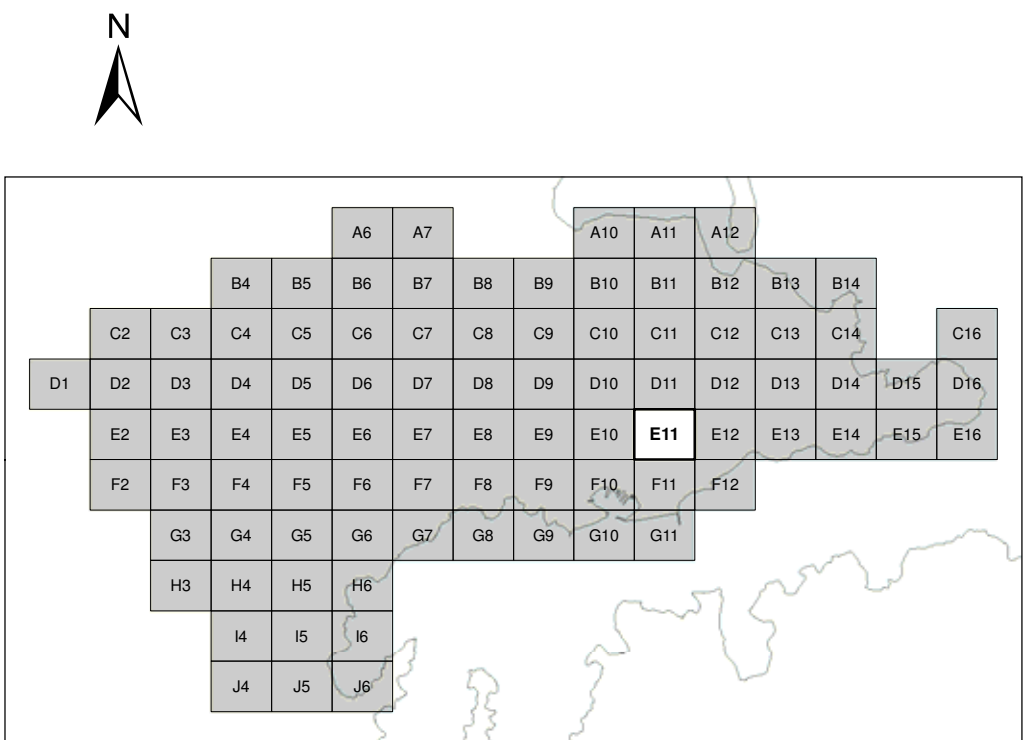 N
A6 A7 A10 A11 A12
B4 B5 B6 B7 B8 B9 B10 B11 B12 B13 B14
C2 C3 C4 C5 C6 C7 C8 C9 C10 C11 C12 C13 C14 C16
D1 D2 D3 D4 D5 D6 D7 D8 D9 D10 D11 D12 D13 D14 D15 D16
E2 E3 E4 E5 E6 E7 E8 E9 E10 E11 E12 E13 E14 E15 E16
F2 F3 F4 F5 F6 F7 F8 F9 F10 F11 F12
G3 G4 G5 G6 G7 G8 G9 G10 G11
H3 H4 H5 H6
I4 I5 I6
J4 J5 J6